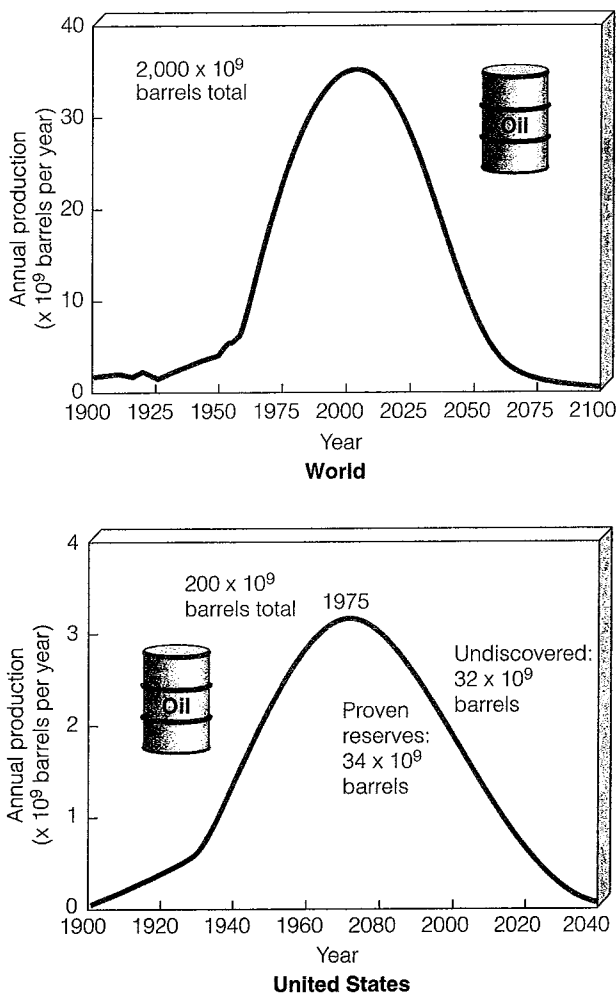 40
30
20
10
0
Annual production
(x 10⁹ barrels per year)
2,000 x 10⁹
barrels total
Oil
1900 1925 1950 1975 2000 2025 2050 2075 2100
Year
World
4
3
2
1
0
Annual production
(x 10⁹ barrels per year)
200 x 10⁹
barrels total
1975
Oil
Undiscovered:
32 x 10⁹
barrels
Proven
reserves:
34 x 10⁹
barrels
1900 1920 1940 1960 2080 2000 2020 2040
Year
United States